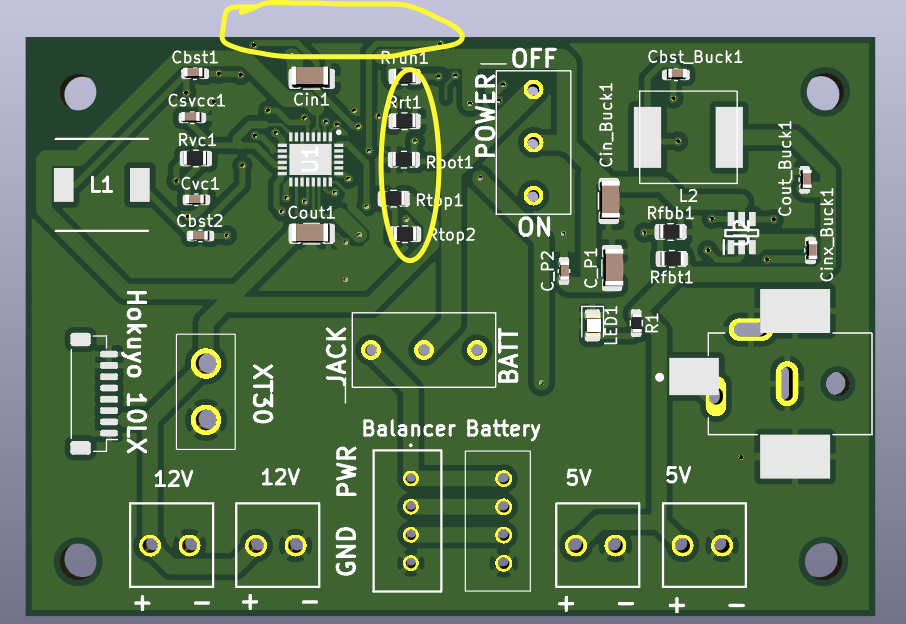 Cbst1
Rrun1
OFF
Cbst_Buck1
Csvcc1
Cin1
Rrt1
POWER
Cin_Buck1
Rvc1
U1
Rboot1
L1
Cvc1
Rtop1
L2
Cout_Buck1
Cbst2
Cout1
Rtop2
ON
Rfbb1
Rfbt1
Cinx_Buck1
C_P2
C_P1
LED1
R1
Hokuyo 10LX
XT30
JACK
BATT
Balancer Battery
12V
12V
PWR
GND
5V
5V
+ -
+ -
+ -
+ -